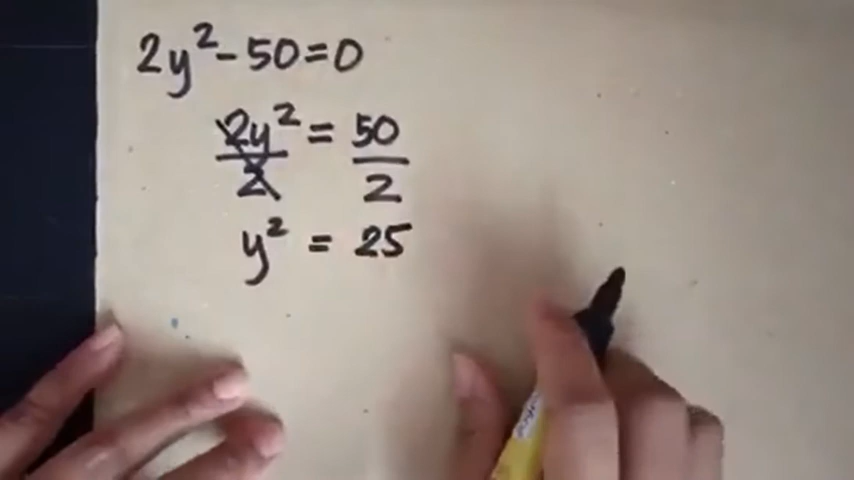 2y² - 50 = 0
2y²/2 = 50/2
y² = 25